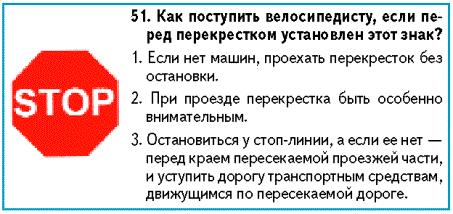 STOP
51. Как поступить велосипедисту, если пе-
ред перекрестком установлен этот знак?
1. Если нет машин, проехать перекресток без
остановки.
2. При проезде перекрестка быть особенно
внимательным.
3. Остановиться у стоп-линии, а если ее нет —
перед краем пересекаемой проезжей части,
и уступить дорогу транспортным средствам,
движущимся по пересекаемой дороге.